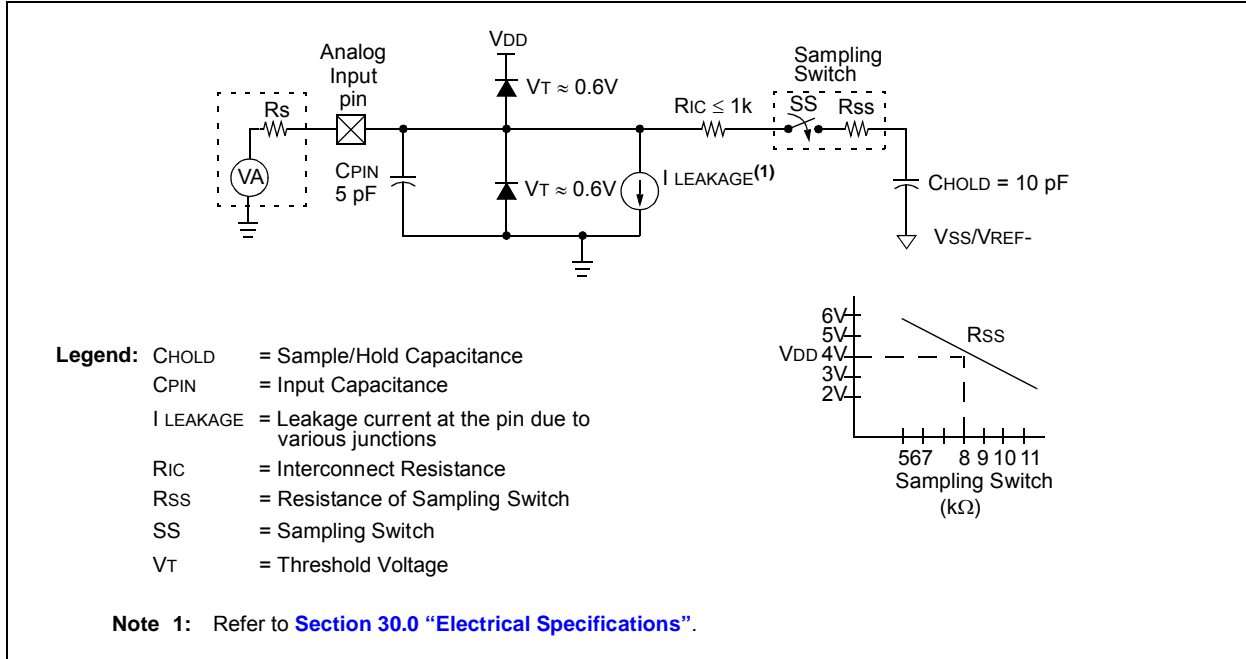 VDD
Analog
Input
pin
Sampling
Switch
VT ≈ 0.6V
RIC ≤ 1k
SS
Rss
Rs
VA
CPIN
5 pF
VT ≈ 0.6V
I LEAKAGE(1)
CHOLD = 10 pF
VSS/VREF-
Legend: CHOLD = Sample/Hold Capacitance
CPIN = Input Capacitance
I LEAKAGE = Leakage current at the pin due to
various junctions
RIC = Interconnect Resistance
RSS = Resistance of Sampling Switch
SS = Sampling Switch
VT = Threshold Voltage
6V
5V
VDD 4V
3V
2V
RSS
567 8 9 10 11
Sampling Switch
(kΩ)
Note 1: Refer to Section 30.0 “Electrical Specifications”.